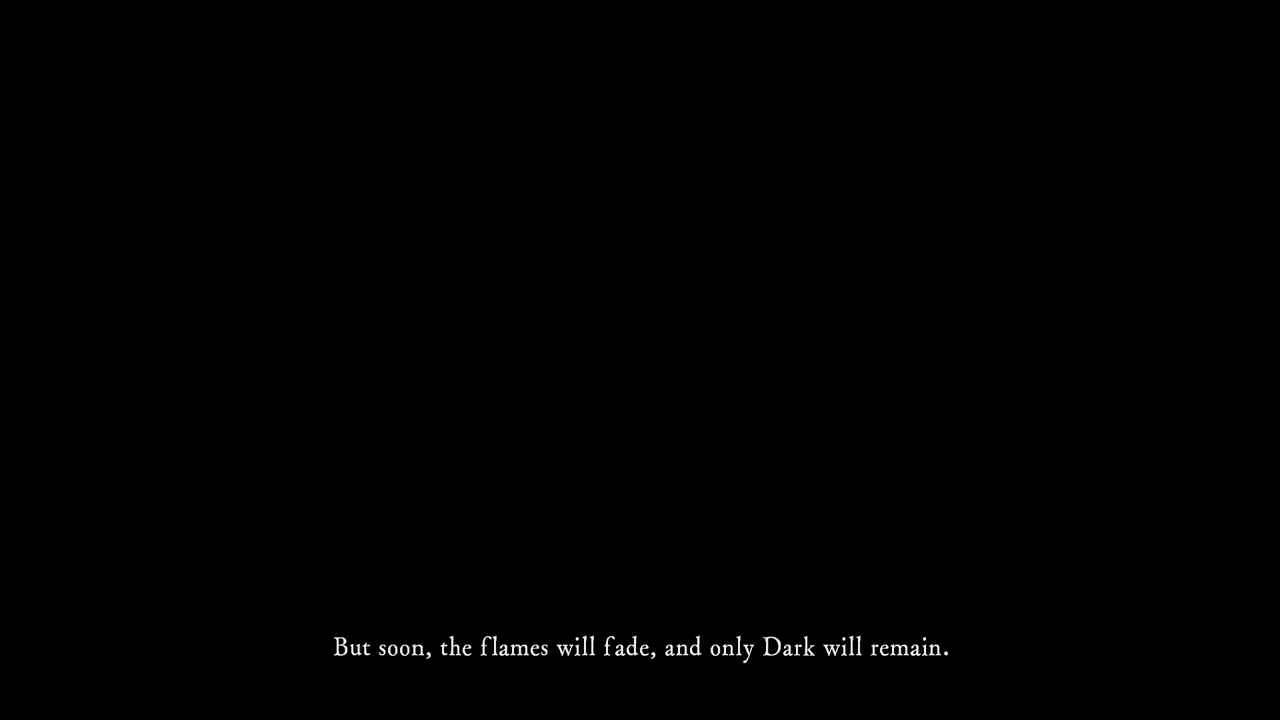 But soon, the flames will fade, and only Dark will remain.